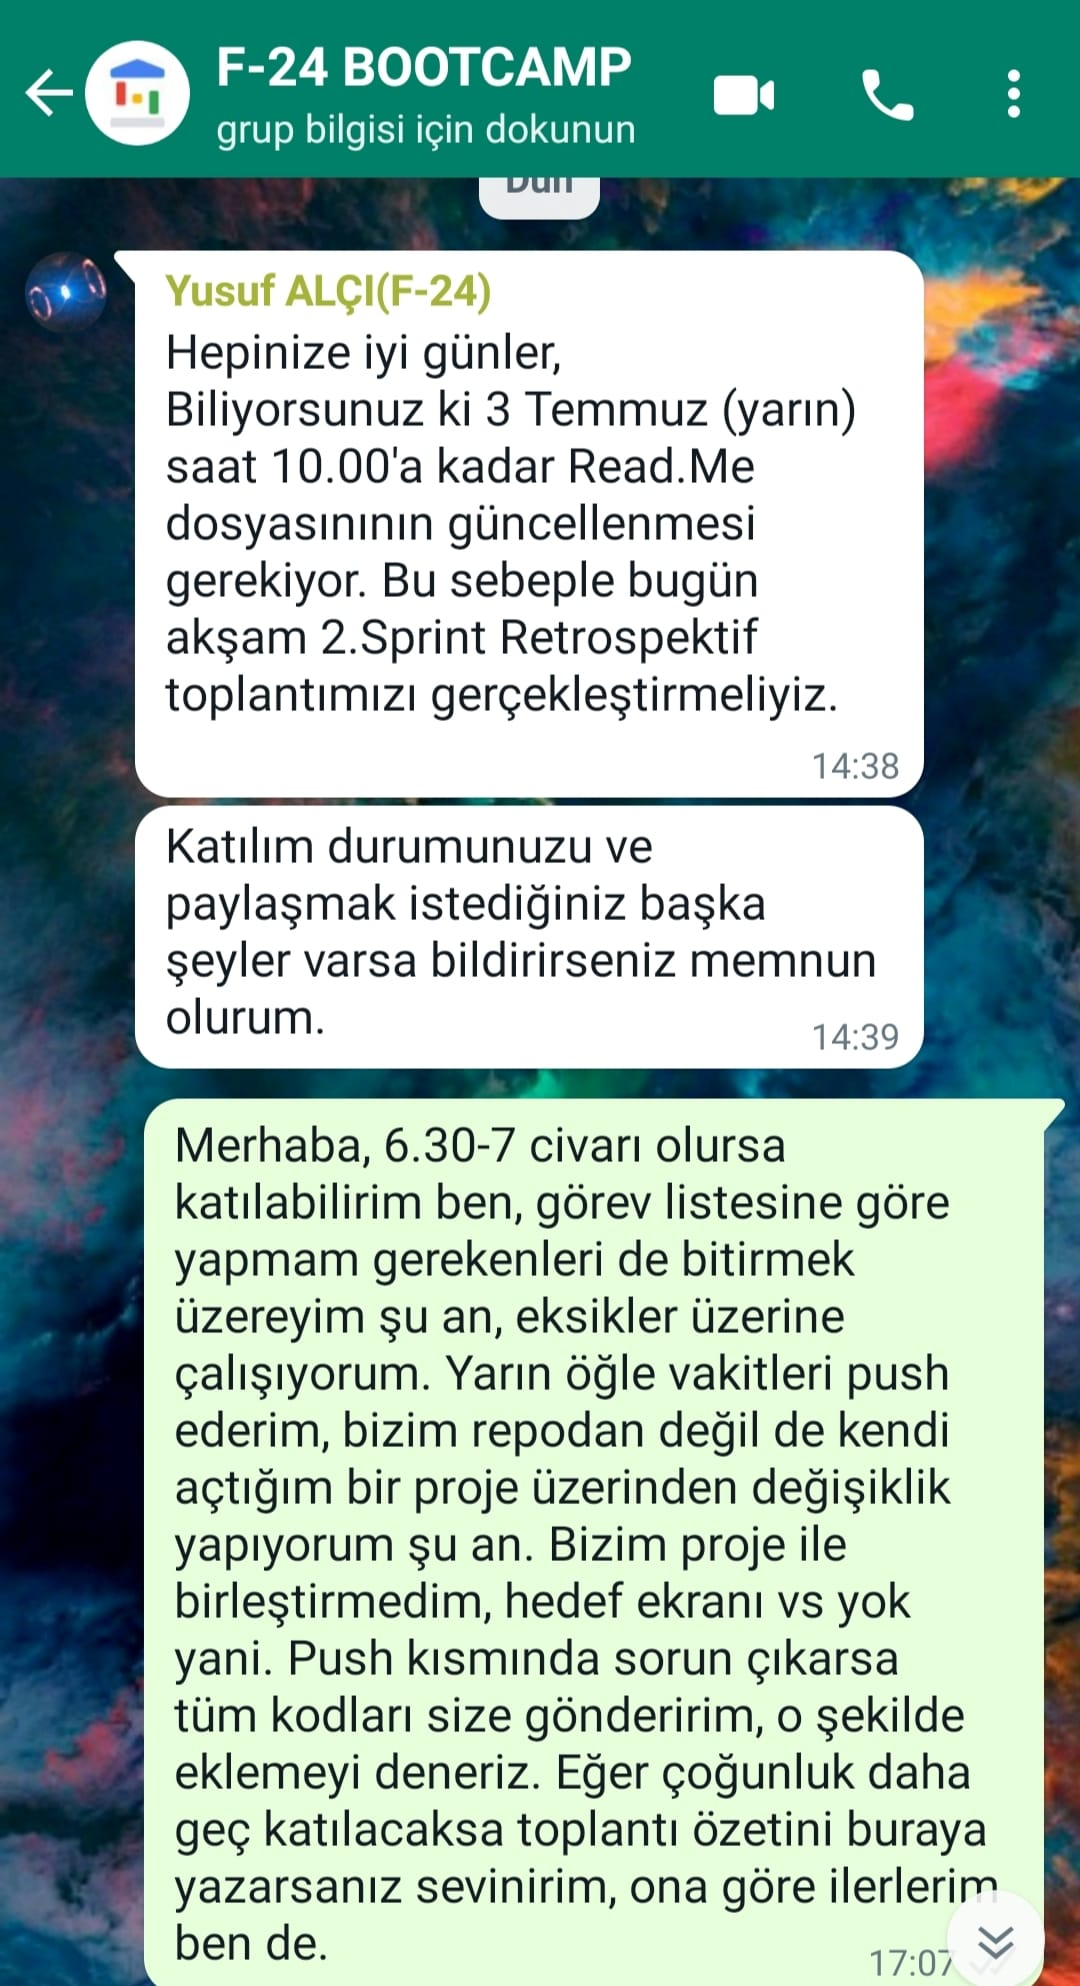 F-24 BOOTCAMP
grup bilgisi için dokunun
Dün
Yusuf ALÇI(F-24)
Hepinize iyi günler,
Biliyorsunuz ki 3 Temmuz (yarın)
saat 10.00'a kadar Read.Me
dosyasınının güncellenmesi
gerekiyor. Bu sebeple bugün
akşam 2.Sprint Retrospektif
toplantımızı gerçekleştirmeliyiz.
14:38
Katılım durumunuzu ve
paylaşmak istediğiniz başka
şeyler varsa bildirirseniz memnun
olurum.
14:39
Merhaba, 6.30-7 civarı olursa
katılabilirim ben, görev listesine göre
yapmam gerekenleri de bitirmek
üzereyim şu an, eksikler üzerine
çalışıyorum. Yarın öğle vakitleri push
ederim, bizim repodan değil de kendi
açtığım bir proje üzerinden değişiklik
yapıyorum şu an. Bizim proje ile
birleştirmedim, hedef ekranı vs yok
yani. Push kısmında sorun çıkarsa
tüm kodları size gönderirim, o şekilde
eklemeyi deneriz. Eğer çoğunluk daha
geç katılacaksa toplantı özetini buraya
yazarsanız sevinirim, ona göre ilerlerim
ben de.
17:07